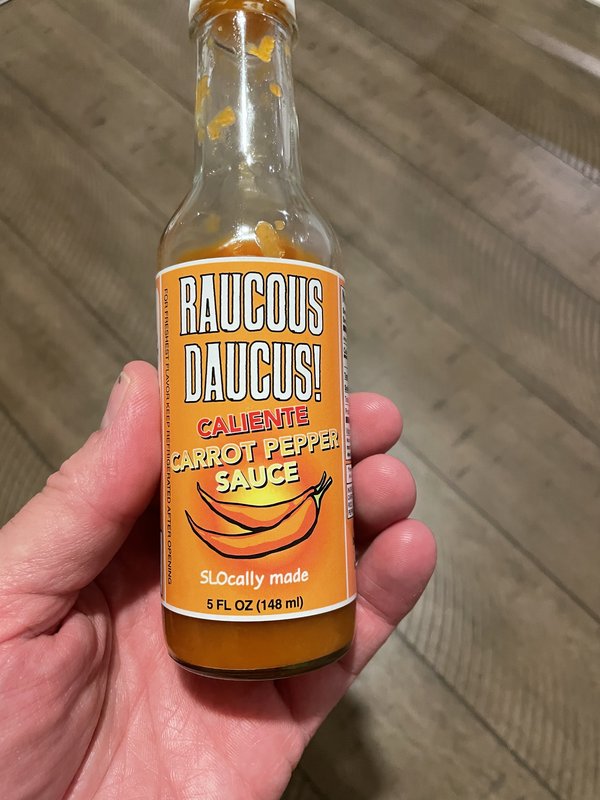 RAUCOUS
DAUCUS!
CALIENTE
CARROT PEPPER
SAUCE
SLOcally made
5 FL OZ (148 ml)
FOR FRESHEST FLAVOR KEEP REFRIGERATED AFTER OPENING